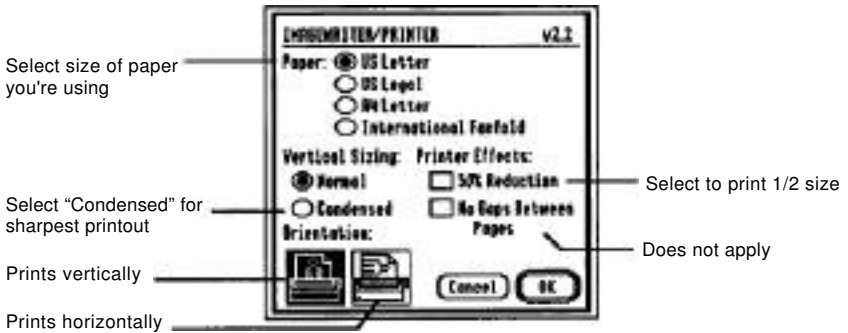 IMAGEWRITER/PRINTER v2.2
Select size of paper
you're using
Paper: US Letter
US Legal
A4 Letter
International Fanfold
Vertical Sizing: Printer Effects:
Normal 50% Reduction
Select to print 1/2 size
Select “Condensed” for
sharpest printout
Condensed No Gaps Between
Pages
Does not apply
Orientation:
Prints vertically
Cancel OK
Prints horizontally